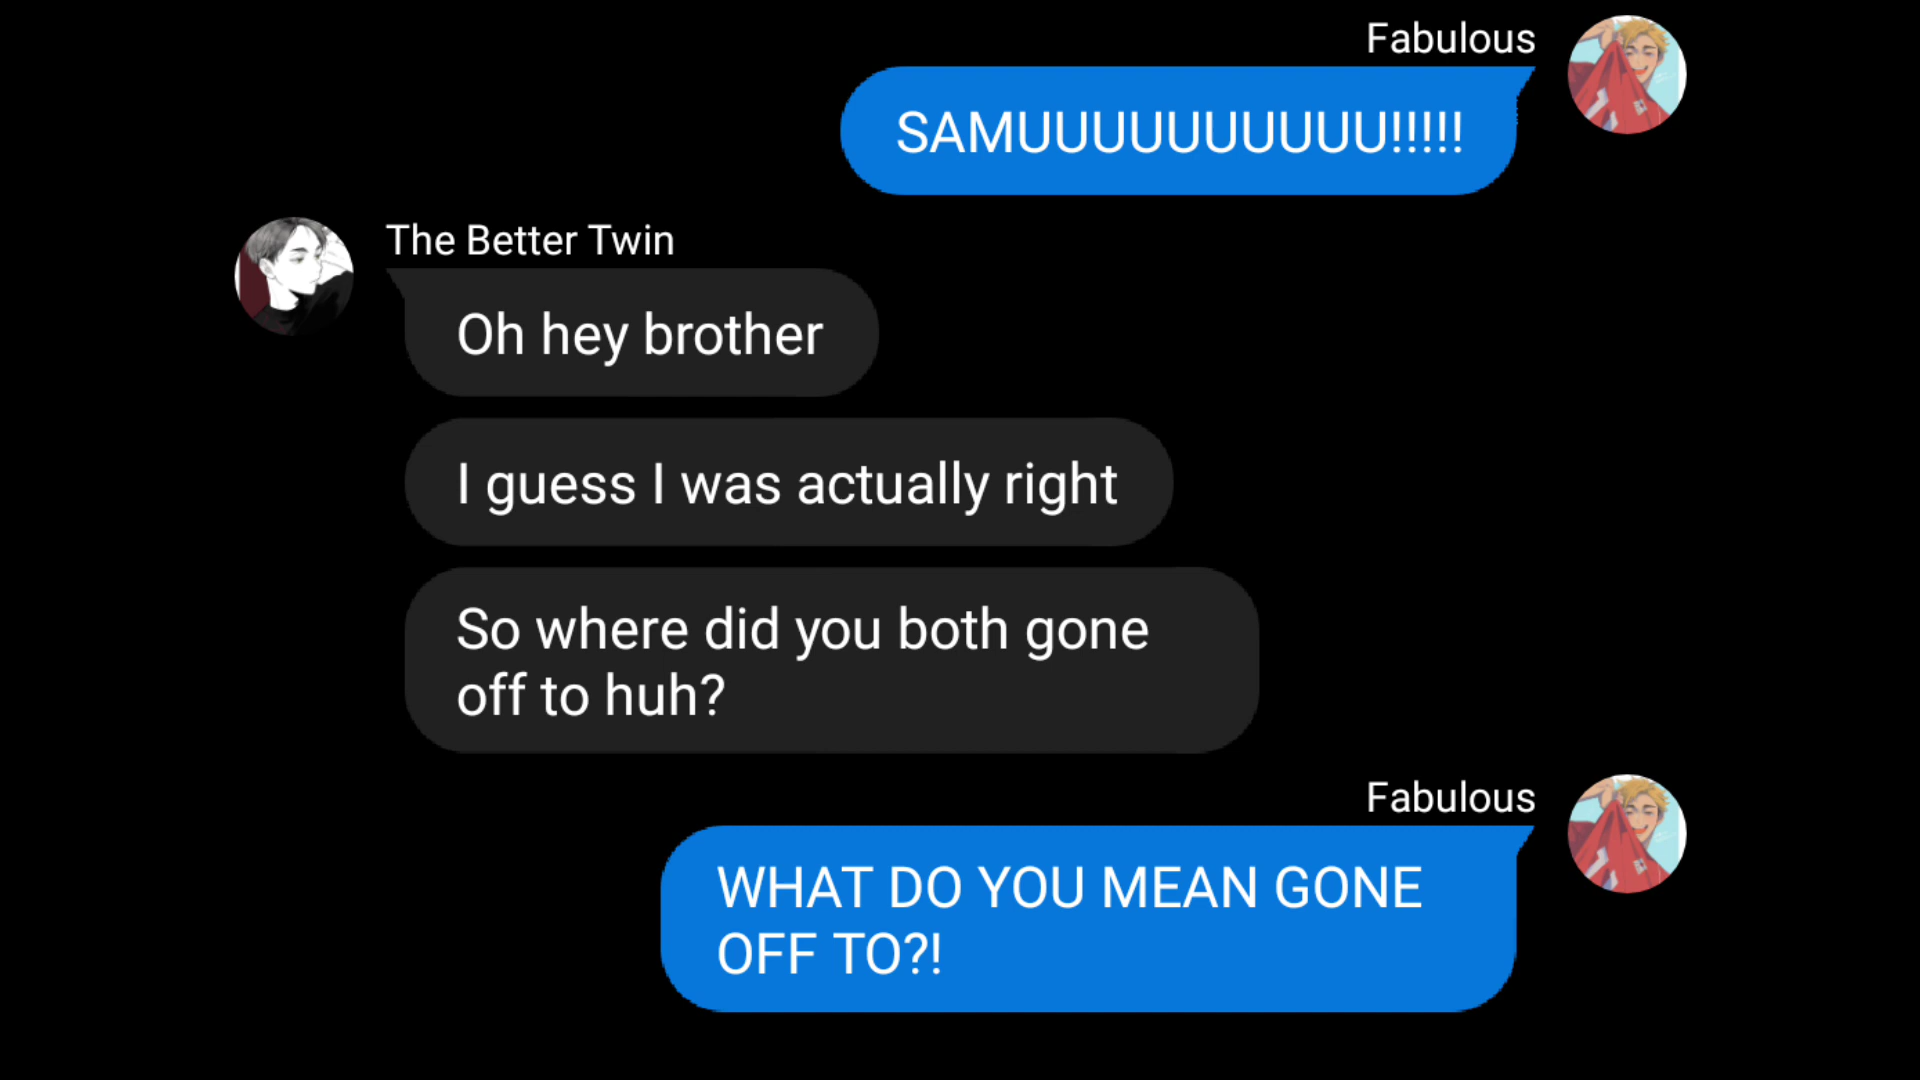 Fabulous
SAMUUUUUUUUUU!!!!!
The Better Twin
Oh hey brother
I guess I was actually right
So where did you both gone
off to huh?
Fabulous
WHAT DO YOU MEAN GONE
OFF TO?!